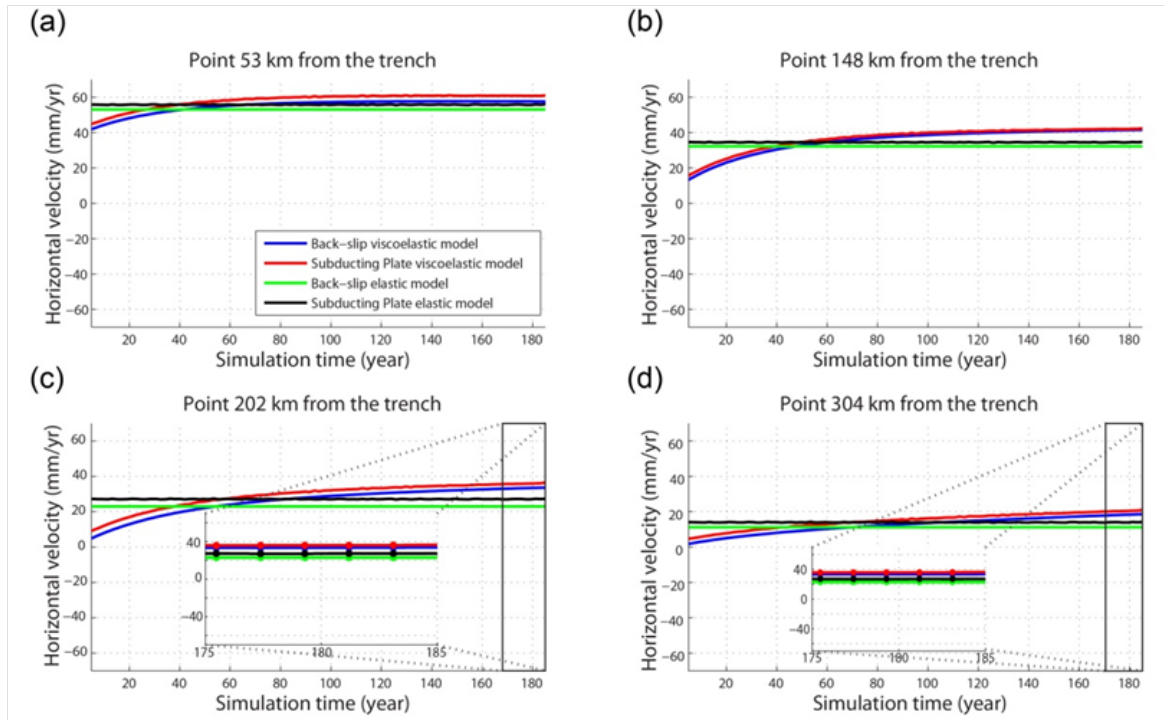 (a)
Point 53 km from the trench
Horizontal velocity (mm/yr)
60
40
20
0
−20
−40
−60
Back−slip viscoelastic model
Subducting Plate viscoelastic model
Back−slip elastic model
Subducting Plate elastic model
20 40 60 80 100 120 140 160 180
Simulation time (year)
(b)
Point 148 km from the trench
Horizontal velocity (mm/yr)
60
40
20
0
−20
−40
−60
20 40 60 80 100 120 140 160 180
Simulation time (year)
(c)
Point 202 km from the trench
Horizontal velocity (mm/yr)
60
40
20
0
−20
−40
−60
40
0
−40
175 180 185
20 40 60 80 100 120 140 160 180
Simulation time (year)
(d)
Point 304 km from the trench
Horizontal velocity (mm/yr)
60
40
20
0
−20
−40
−60
40
0
−40
175 180 185
20 40 60 80 100 120 140 160 180
Simulation time (year)